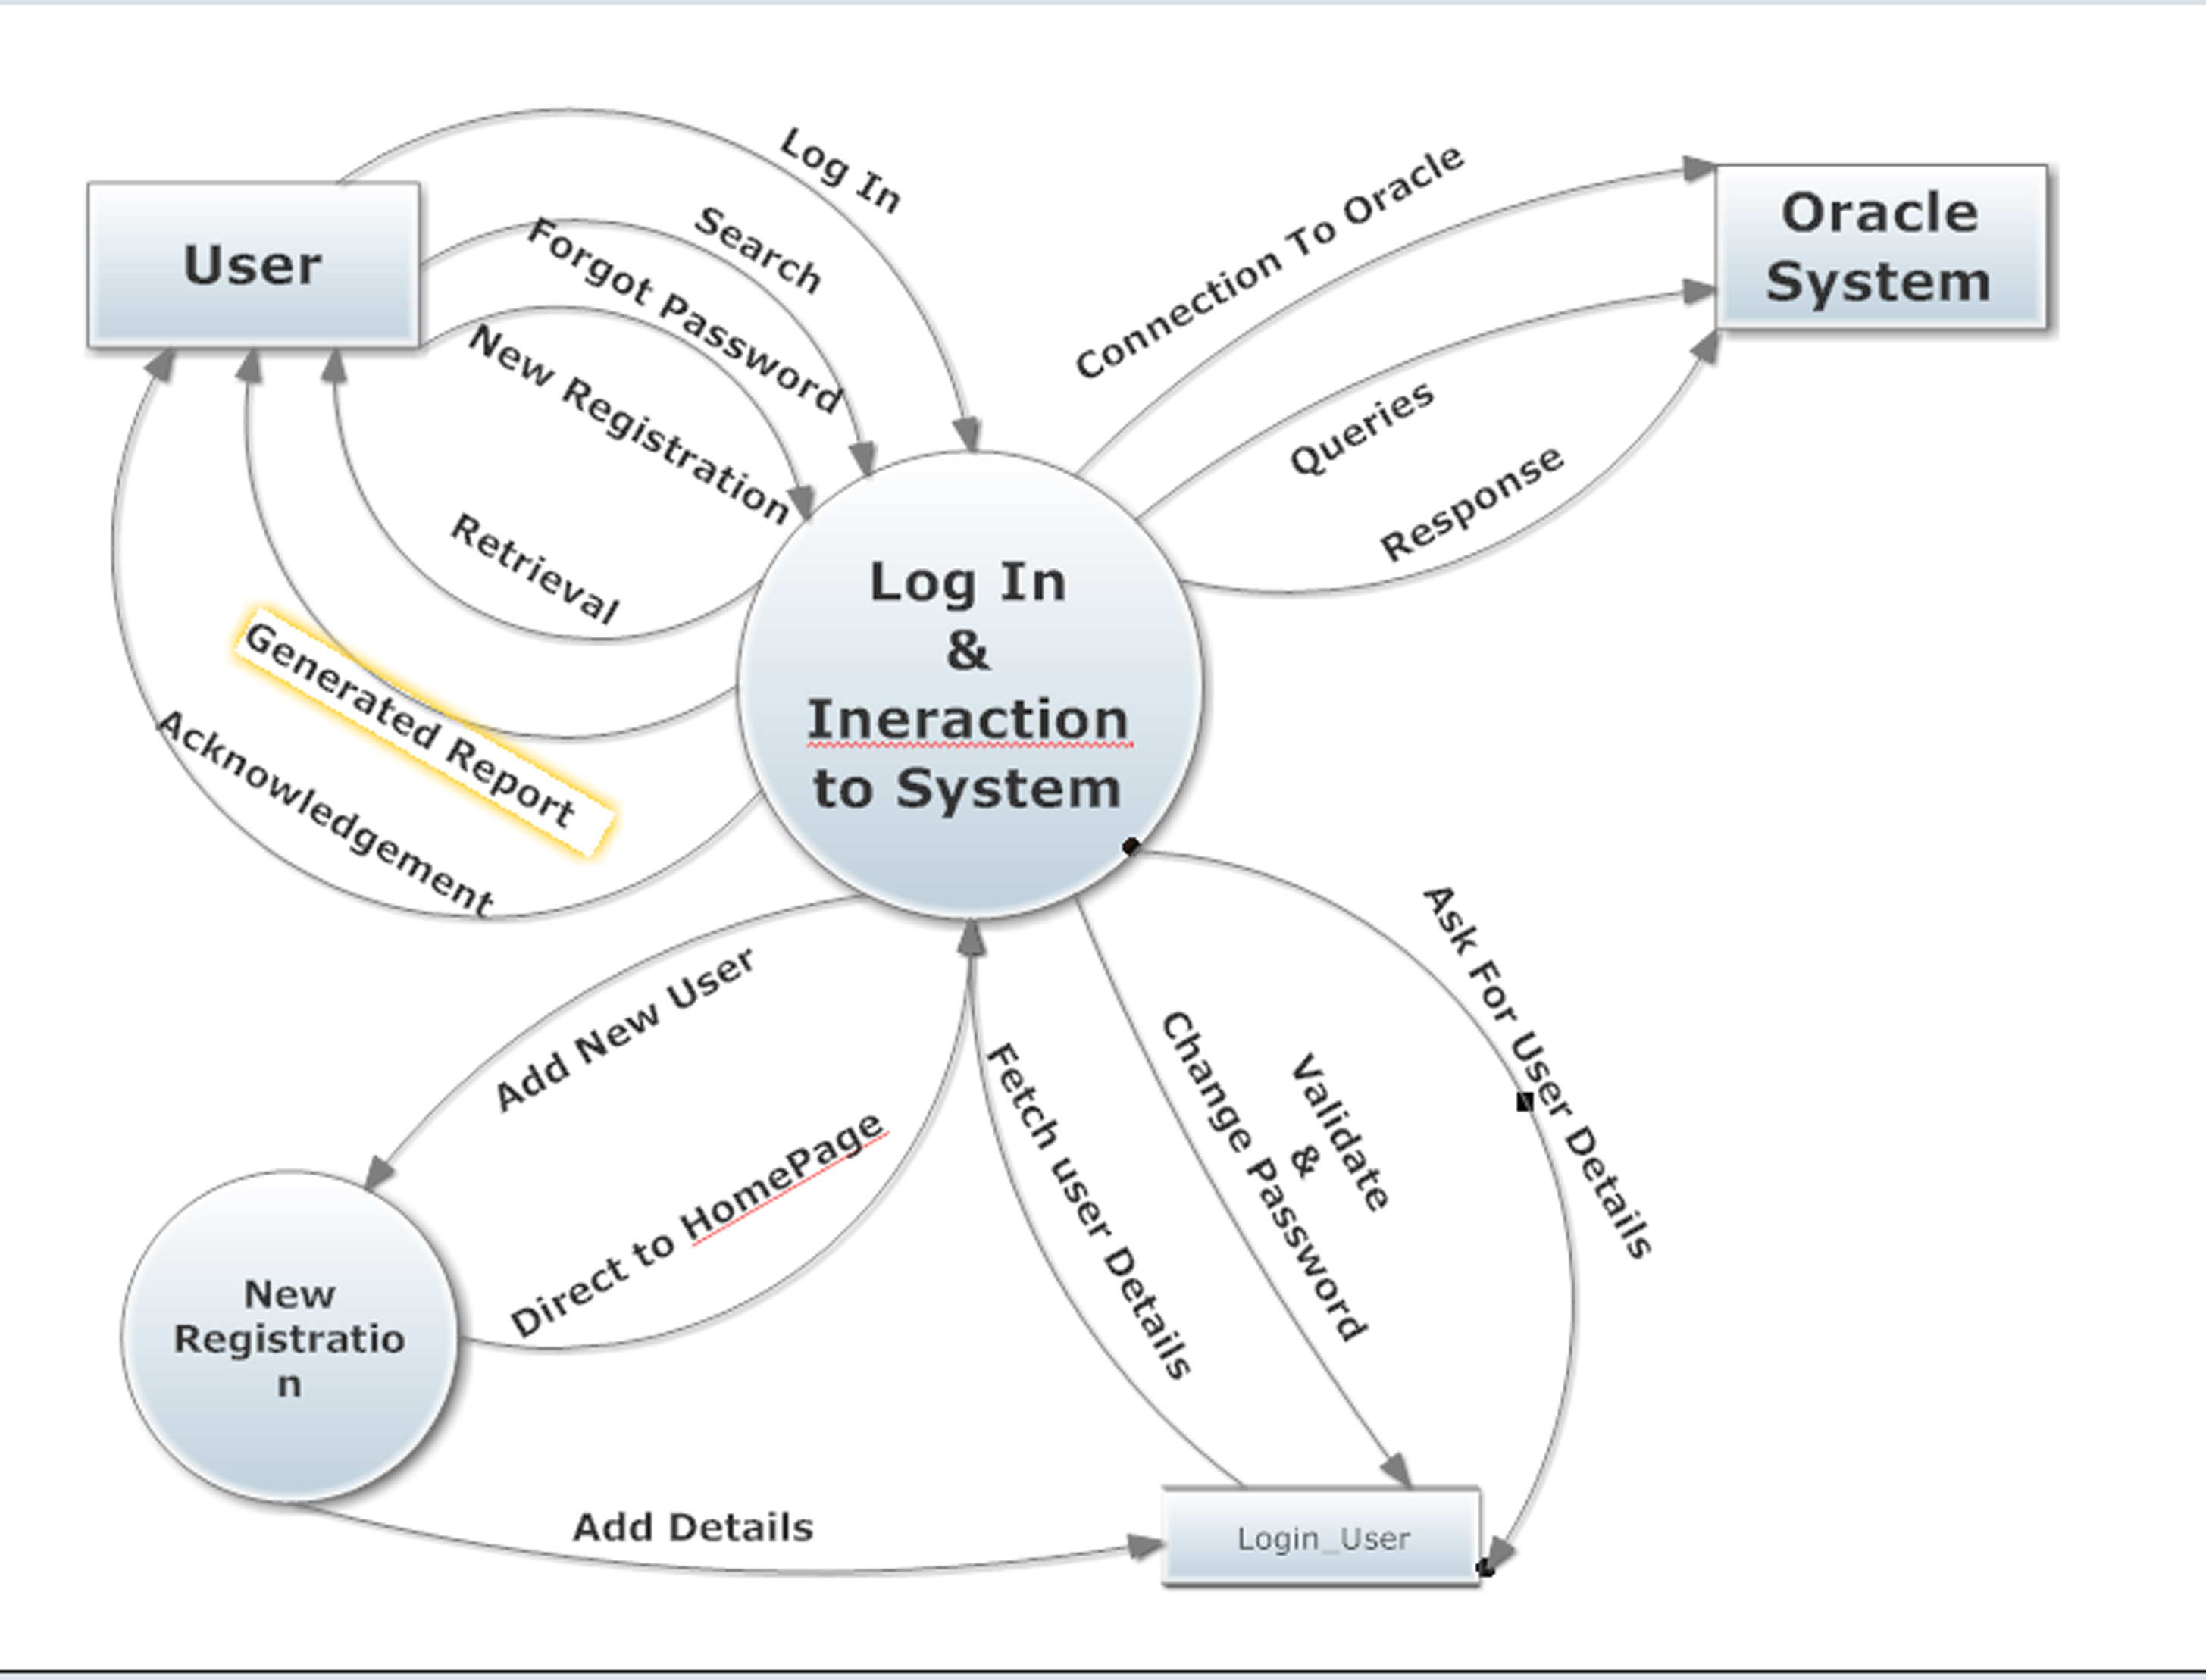 Log In
Search
Forgot Password
New Registration
User
Connection To Oracle
Oracle
System
Queries
Response
Retrieval
Generated Report
Acknowledgement
Log In
&
Ineraction
to System
Add New User
Direct to HomePage
Fetch user Details
Validate
&
Change Password
Ask For User Details
New
Registratio
n
Add Details
Login_User